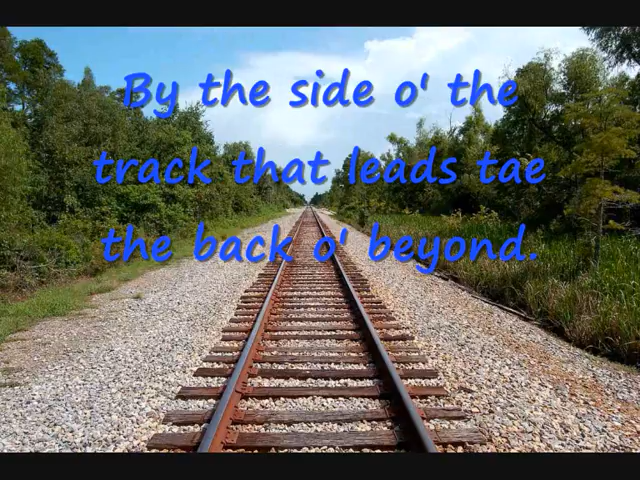 By the side o' the
track that leads tae
the back o' beyond.